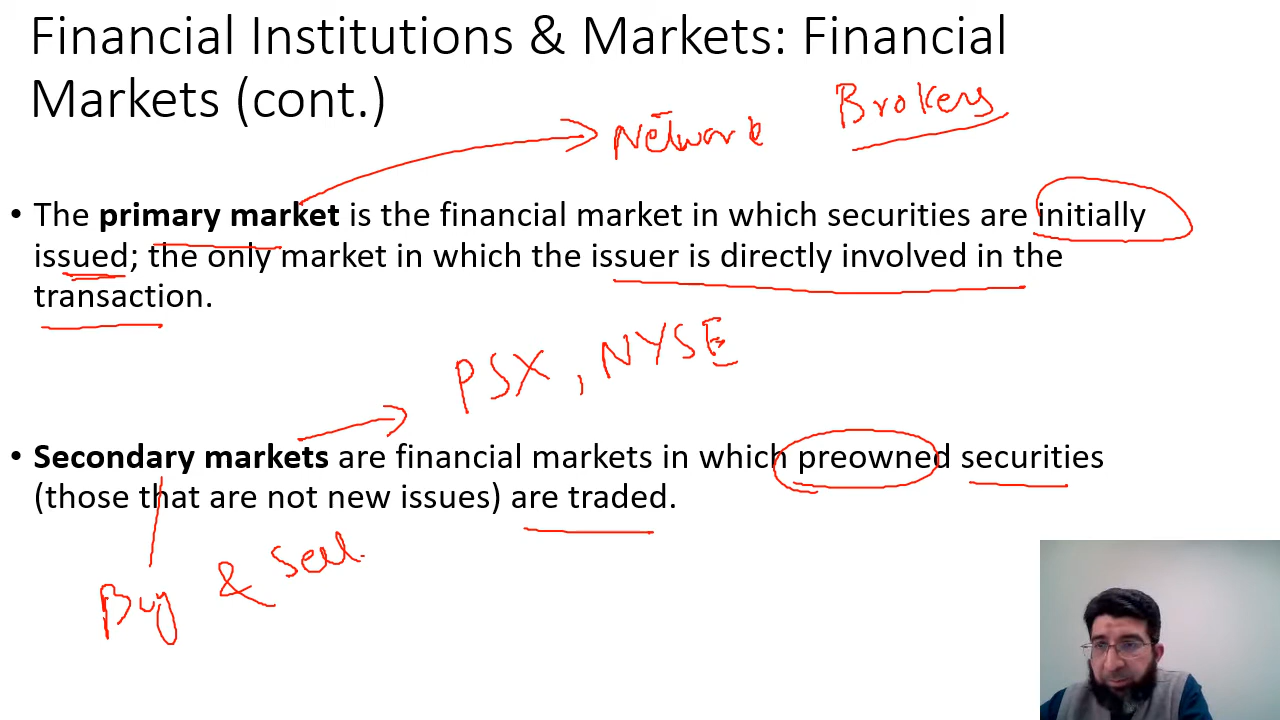 Financial Institutions & Markets: Financial
Markets (cont.)
Brokers
Network
• The primary market is the financial market in which securities are initially
issued; the only market in which the issuer is directly involved in the
transaction.
PSX, NYSE
• Secondary markets are financial markets in which preowned securities
(those that are not new issues) are traded.
Buy & Sell.